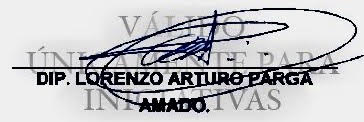 VÁLIDO
ÚNICAMENTE PARA
DIP. LORENZO ARTURO PARGA
INICIATIVAS
AMADO.